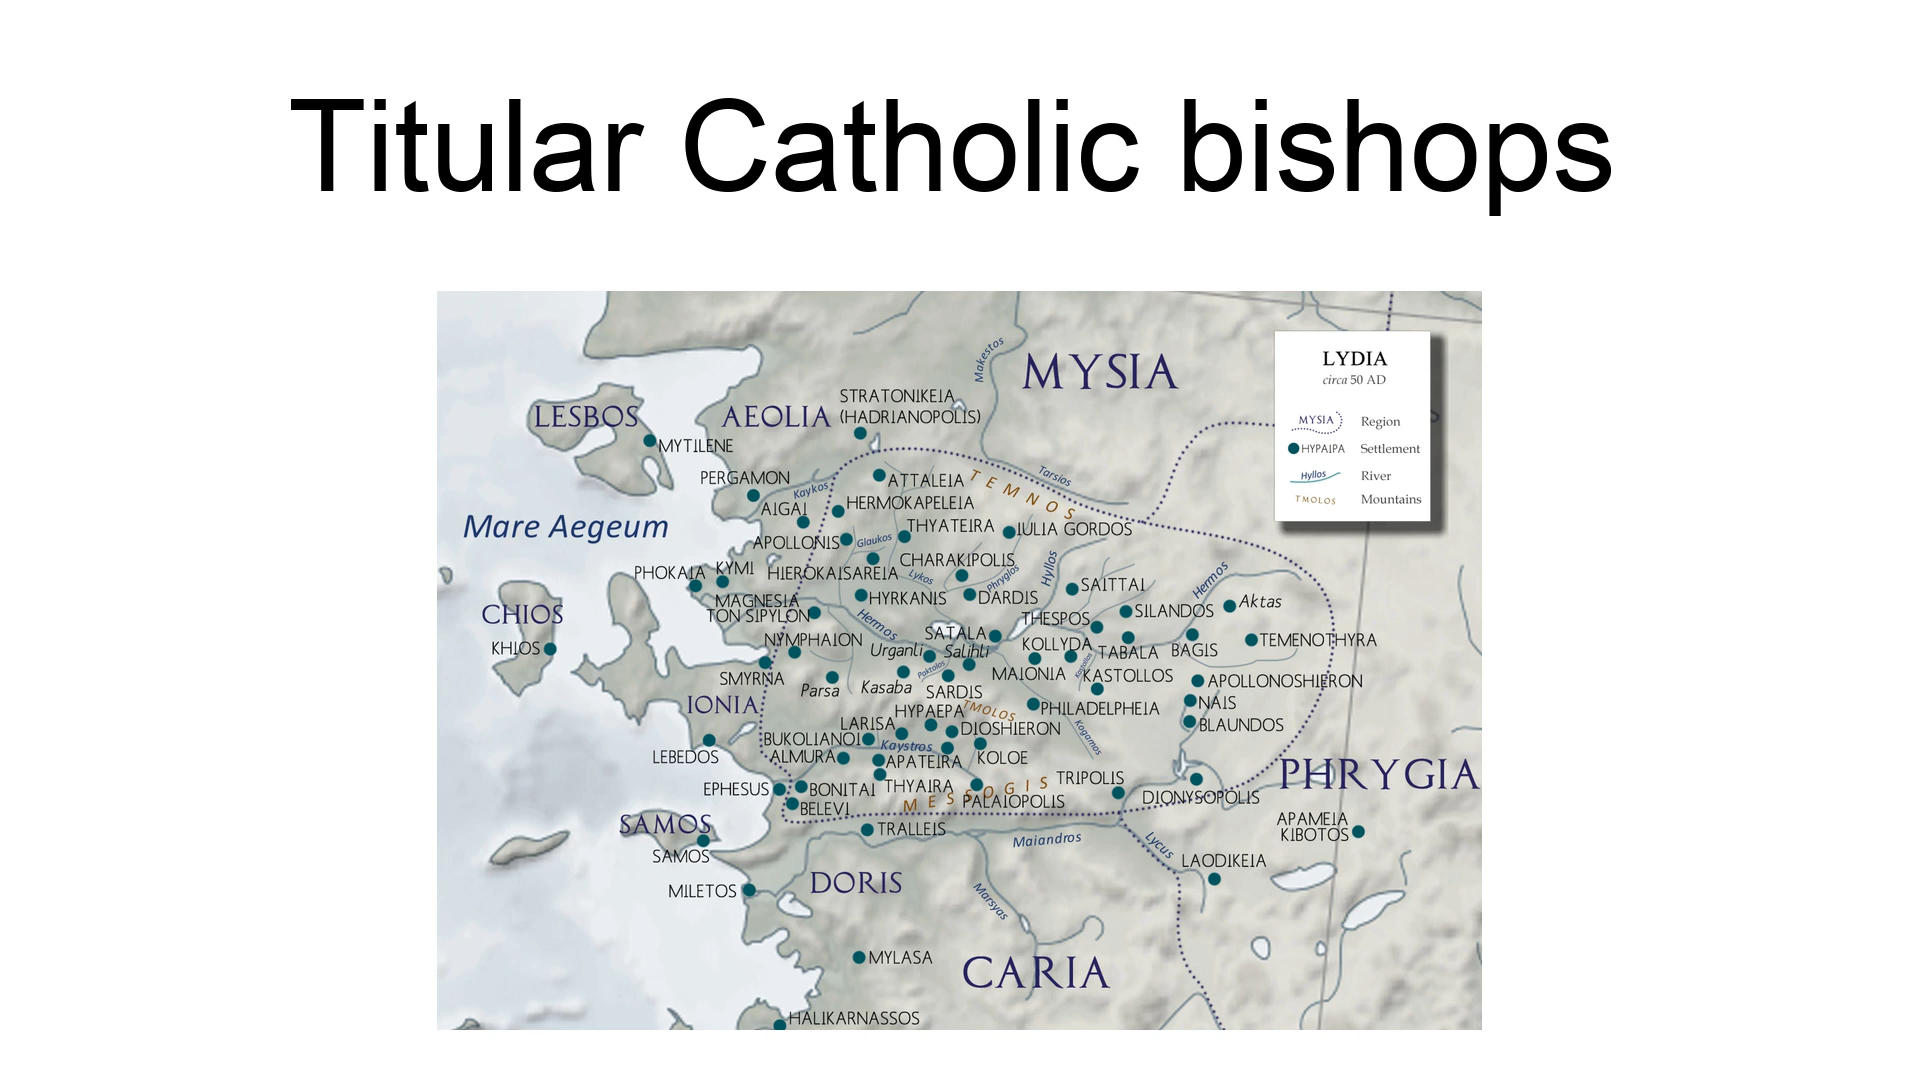 Titular Catholic bishops
MYSIA
Makestos
LYDIA
circa 50 AD
MYSIA Region
HYPAIPA Settlement
Hyllos River
TMOLOS Mountains
STRATONIKEIA
(HADRIANOPOLIS)
LESBOS
AEOLIA
MYTILENE
PERGAMON
Kaykos
ATTALEIA
TEMNOS
Tarsios
AIGAI
HERMOKAPELEIA
Mare Aegeum
THYATEIRA
IULIA GORDOS
APOLLONIS
Glaukos
CHARAKIPOLIS
PHOKAIA
KYMI
HIEROKAISAREIA
Lykos
Phryglos
Hyllos
SAITTAI
Hermos
MAGNESIA
TON SIPYLON
HYRKANIS
DARDIS
CHIOS
SILANDOS
Aktas
THESPOS
Hermos
SATALA
NYMPHAION
KHIOS
Urganli
Salihli
KOLLYDA
TABALA
BAGIS
TEMENOTHYRA
SMYRNA
Parsa
Kasaba
Paktolos
SARDIS
MAIONIA
KASTOLLOS
APOLLONOSHIERON
IONIA
HYPAEPA
TMOLOS
PHILADELPHEIA
NAIS
LARISA
DIOSHIERON
Kogamos
BLAUNDOS
BUKOLIANOI
Kaystros
LEBEDOS
ALMURA
APATEIRA
KOLOE
PHRYGIA
EPHESUS
BONITAI
THYAIRA
MESSOGIS
TRIPOLIS
BELEVI
PALAIOPOLIS
DIONYSOPOLIS
SAMOS
TRALLEIS
Maiandros
Lycus
APAMEIA
KIBOTOS
SAMOS
LAODIKEIA
MILETOS
DORIS
Marsyas
MYLASA
CARIA
HALIKARNASSOS